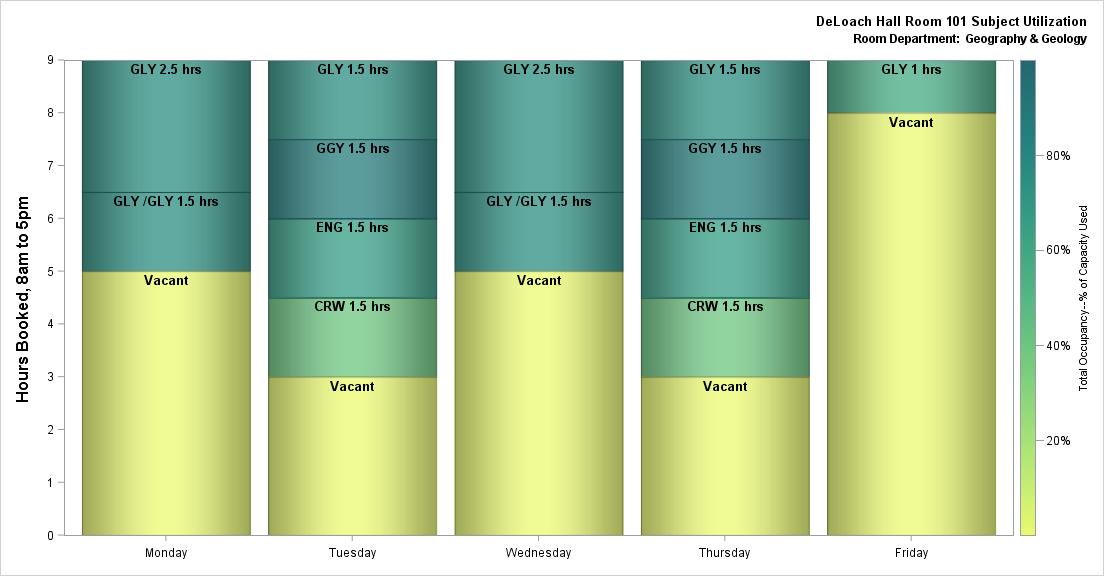 DeLoach Hall Room 101 Subject Utilization
Room Department: Geography & Geology
Hours Booked, 8am to 5pm
9
8
7
6
5
4
3
2
1
0
GLY 2.5 hrs
GLY /GLY 1.5 hrs
Vacant
GLY 1.5 hrs
GGY 1.5 hrs
ENG 1.5 hrs
CRW 1.5 hrs
Vacant
GLY 2.5 hrs
GLY /GLY 1.5 hrs
Vacant
GLY 1.5 hrs
GGY 1.5 hrs
ENG 1.5 hrs
CRW 1.5 hrs
Vacant
GLY 1 hrs
Vacant
Monday
Tuesday
Wednesday
Thursday
Friday
80%
60%
40%
20%
Total Occupancy--% of Capacity Used